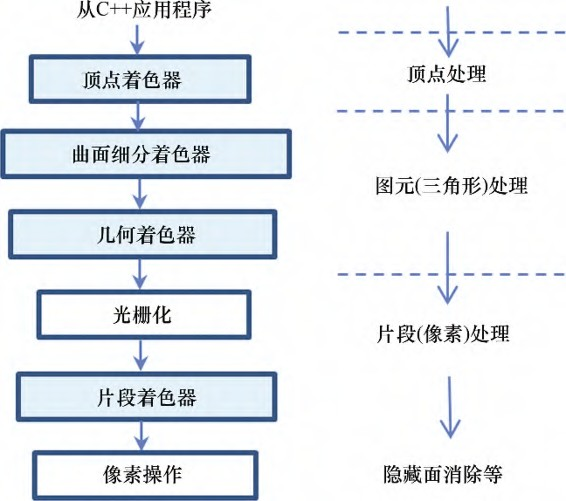 从C++应用程序
顶点着色器
曲面细分着色器
几何着色器
光栅化
片段着色器
像素操作
顶点处理
图元(三角形)处理
片段(像素)处理
隐藏面消除等